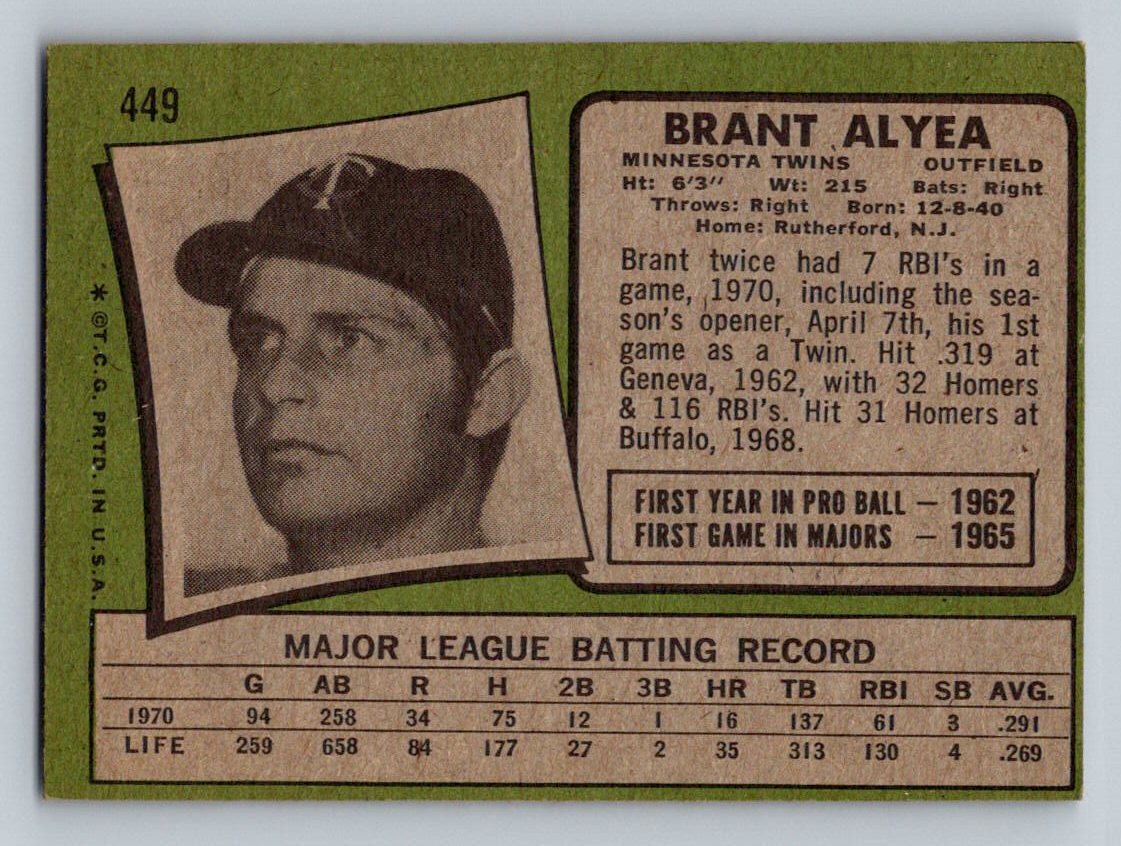 449
T
BRANT ALYEA
MINNESOTA TWINS OUTFIELD
Ht: 6'3" Wt: 215 Bats: Right
Throws: Right Born: 12-8-40
Home: Rutherford, N.J.
Brant twice had 7 RBI's in a
game, 1970, including the sea-
son's opener, April 7th, his 1st
game as a Twin. Hit .319 at
Geneva, 1962, with 32 Homers
& 116 RBI's. Hit 31 Homers at
Buffalo, 1968.
FIRST YEAR IN PRO BALL – 1962
FIRST GAME IN MAJORS – 1965
* ©T.C.G. PRTD. IN U.S.A.
MAJOR LEAGUE BATTING RECORD
G AB R H 2B 3B HR TB RBI SB AVG.
1970 94 258 34 75 12 1 16 137 61 3 .291
LIFE 259 658 84 177 27 2 35 313 130 4 .269